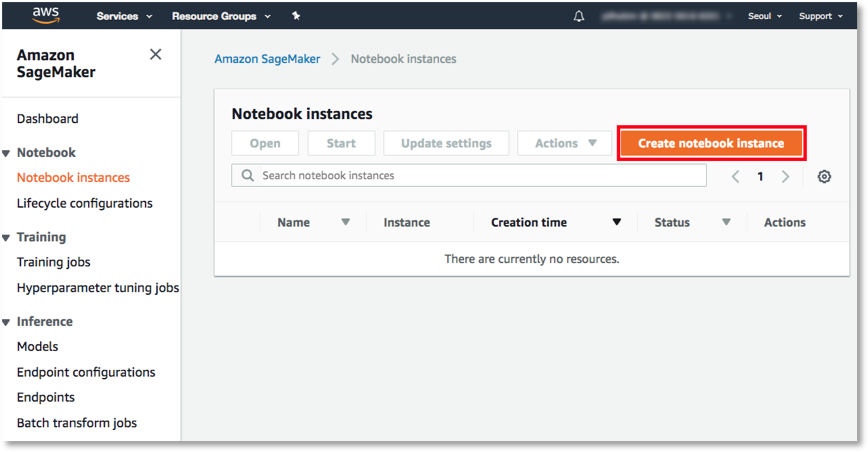 aws Services Resource Groups Seoul Support
Amazon
SageMaker
Amazon SageMaker Notebook instances
Dashboard
Notebook
Notebook instances
Lifecycle configurations
Training
Training jobs
Hyperparameter tuning jobs
Inference
Models
Endpoint configurations
Endpoints
Batch transform jobs
Notebook instances
Open Start Update settings Actions Create notebook instance
Search notebook instances 1
Name Instance Creation time Status Actions
There are currently no resources.